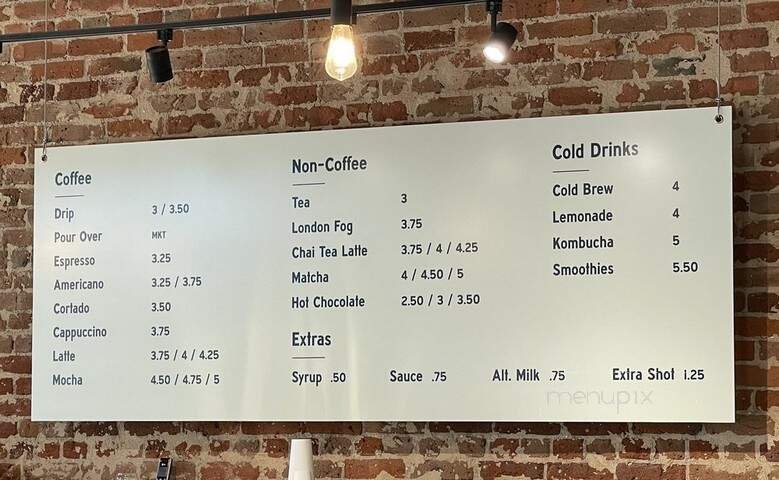 Coffee
Drip 3 / 3.50
Pour Over MKT
Espresso 3.25
Americano 3.25 / 3.75
Cortado 3.50
Cappuccino 3.75
Latte 3.75 / 4 / 4.25
Mocha 4.50 / 4.75 / 5
Non-Coffee
Tea 3
London Fog 3.75
Chai Tea Latte 3.75 / 4 / 4.25
Matcha 4 / 4.50 / 5
Hot Chocolate 2.50 / 3 / 3.50
Cold Drinks
Cold Brew 4
Lemonade 4
Kombucha 5
Smoothies 5.50
Extras
Syrup .50 Sauce .75 Alt. Milk .75 Extra Shot 1.25
menupix